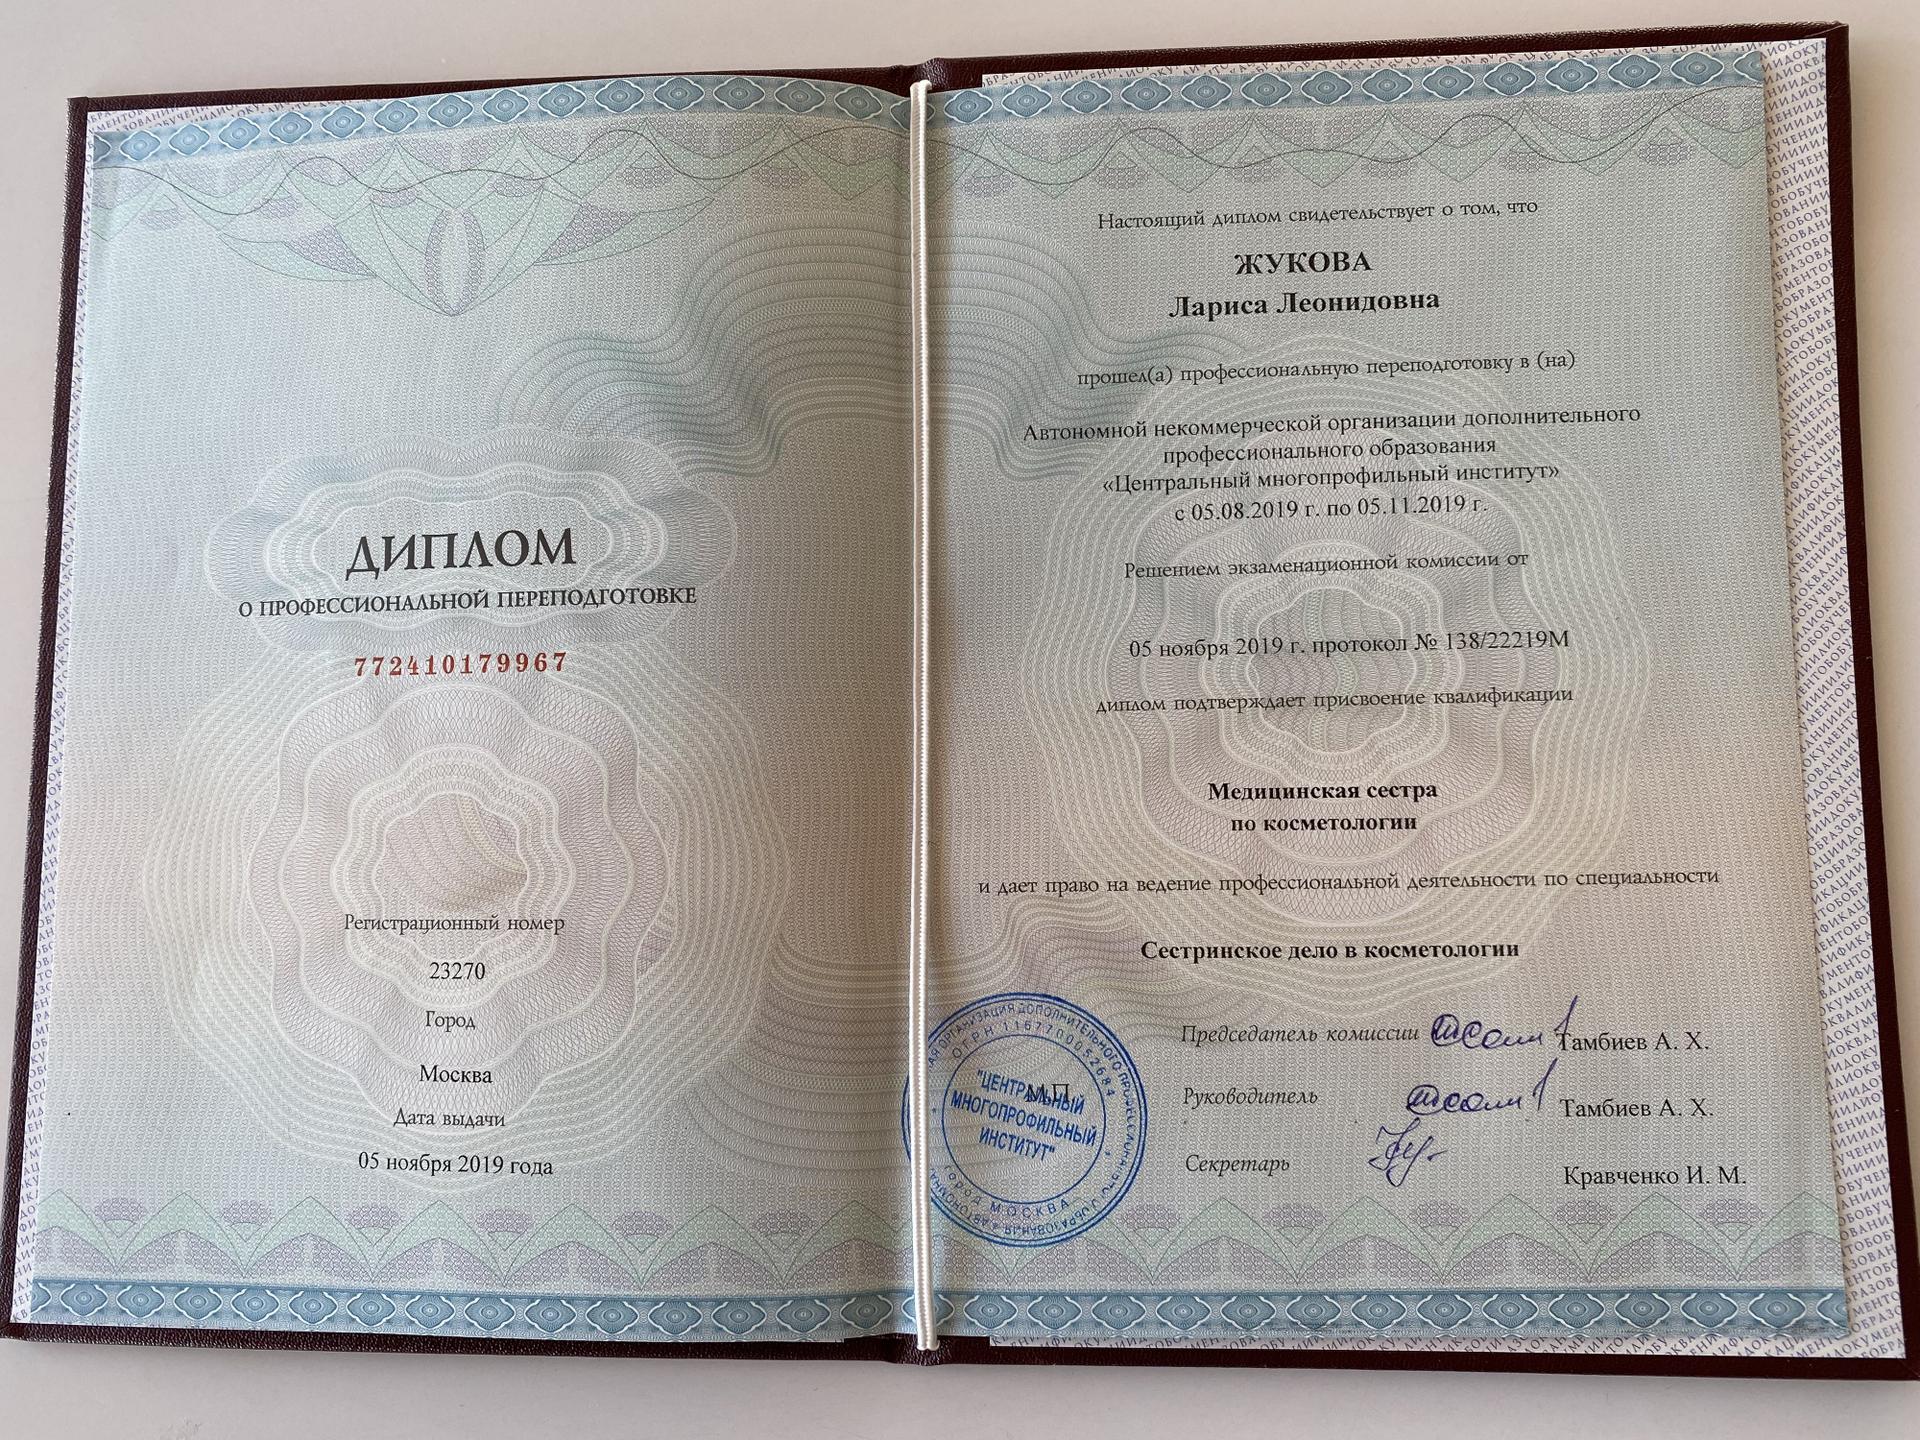 ДИПЛОМ
О ПРОФЕССИОНАЛЬНОЙ ПЕРЕПОДГОТОВКЕ
772410179967
Регистрационный номер
23270
Город
Москва
Дата выдачи
05 ноября 2019 года
Настоящий диплом свидетельствует о том, что
ЖУКОВА
Лариса Леонидовна
прошел(а) профессиональную переподготовку в (на)
Автономной некоммерческой организации дополнительного
профессионального образования
«Центральный многопрофильный институт»
с 05.08.2019 г. по 05.11.2019 г.
Решением экзаменационной комиссии от
05 ноября 2019 г. протокол № 138/22219М
диплом подтверждает присвоение квалификации
Медицинская сестра
по косметологии
и дает право на ведение профессиональной деятельности по специальности
Сестринское дело в косметологии
Председатель комиссии Тамбиев А. Х.
Руководитель Тамбиев А. Х.
Секретарь Кравченко И. М.
М.П.
"ЦЕНТРАЛЬНЫЙ
МНОГОПРОФИЛЬНЫЙ
ИНСТИТУТ"
ОГРН 1167700052684
город МОСКВА